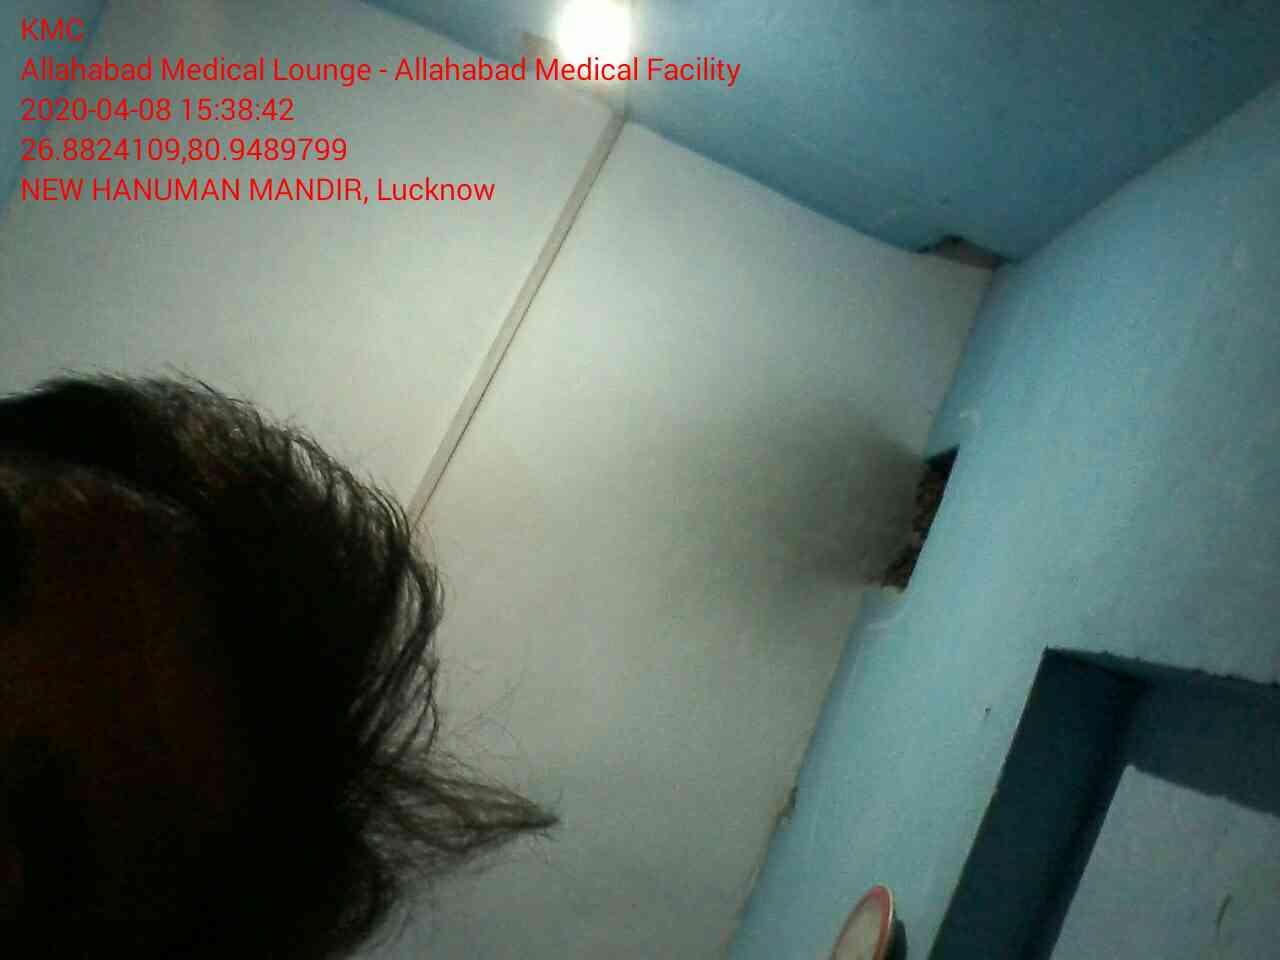 KMC
Allahabad Medical Lounge - Allahabad Medical Facility
2020-04-08 15:38:42
26.8824109,80.9489799
NEW HANUMAN MANDIR, Lucknow